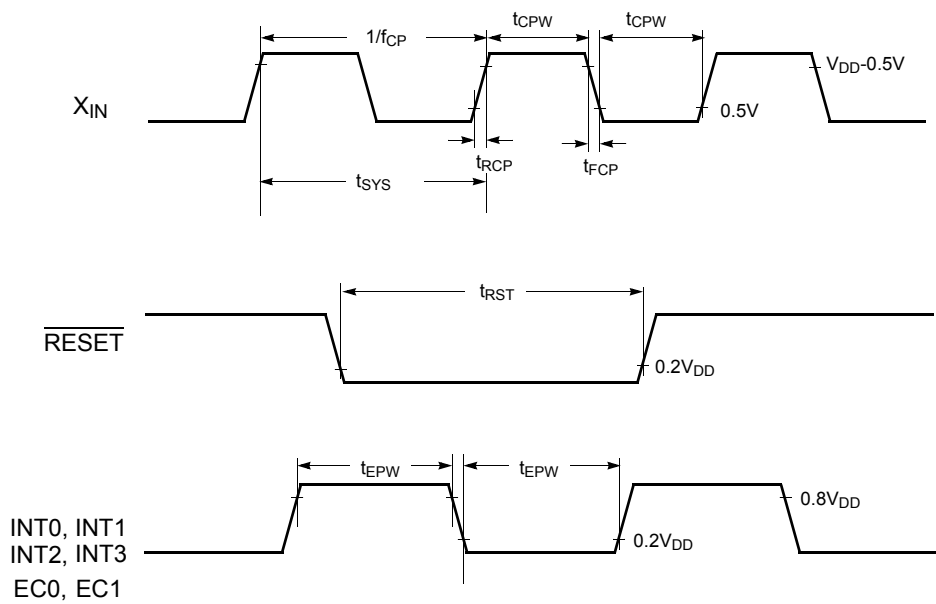 1/fCP
tCPW
tCPW
VDD-0.5V
XIN
0.5V
tRCP
tFCP
tSYS
tRST
RESET
0.2VDD
tEPW
tEPW
0.8VDD
INT0, INT1
0.2VDD
INT2, INT3
EC0, EC1